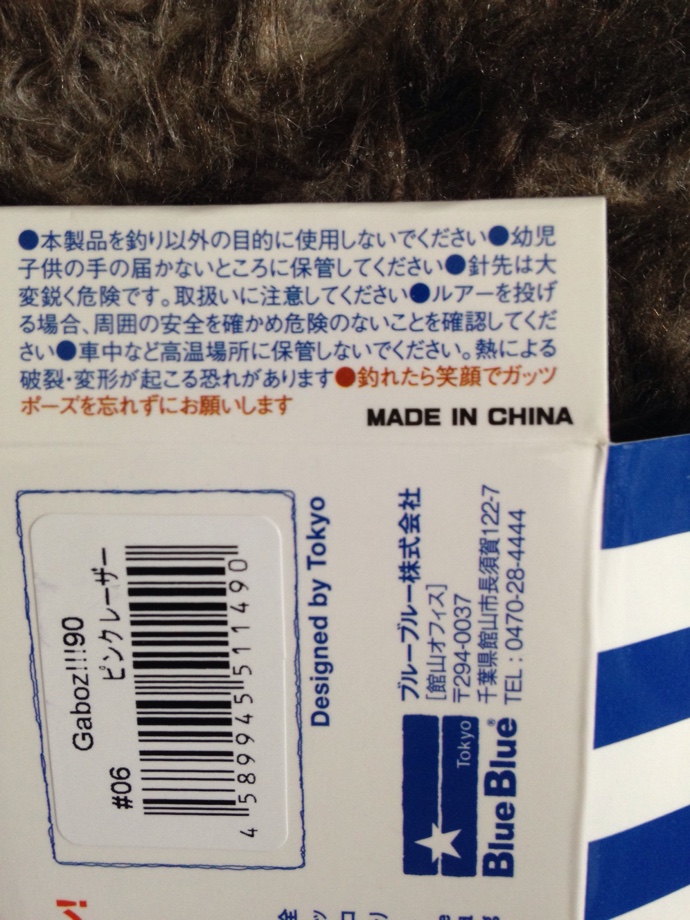 ●本製品を釣り以外の目的に使用しないでください●幼児
子供の手の届かないところに保管してください●針先は大
変鋭く危険です。取扱いに注意してください●ルアーを投げ
る場合、周囲の安全を確かめ危険のないことを確認してくだ
さい●車中など高温場所に保管しないでください。熱による
破裂・変形が起こる恐れがあります●釣れたら笑顔でガッツ
ポーズを忘れずにお願いします
MADE IN CHINA
Gaboz!!!90
ピンクレーザー
#06
4589945511490
Designed by Tokyo
ブルーブルー株式会社
[館山オフィス]
〒294-0037
千葉県館山市長須賀122-7
TEL : 0470-28-4444
Tokyo
BlueBlue®